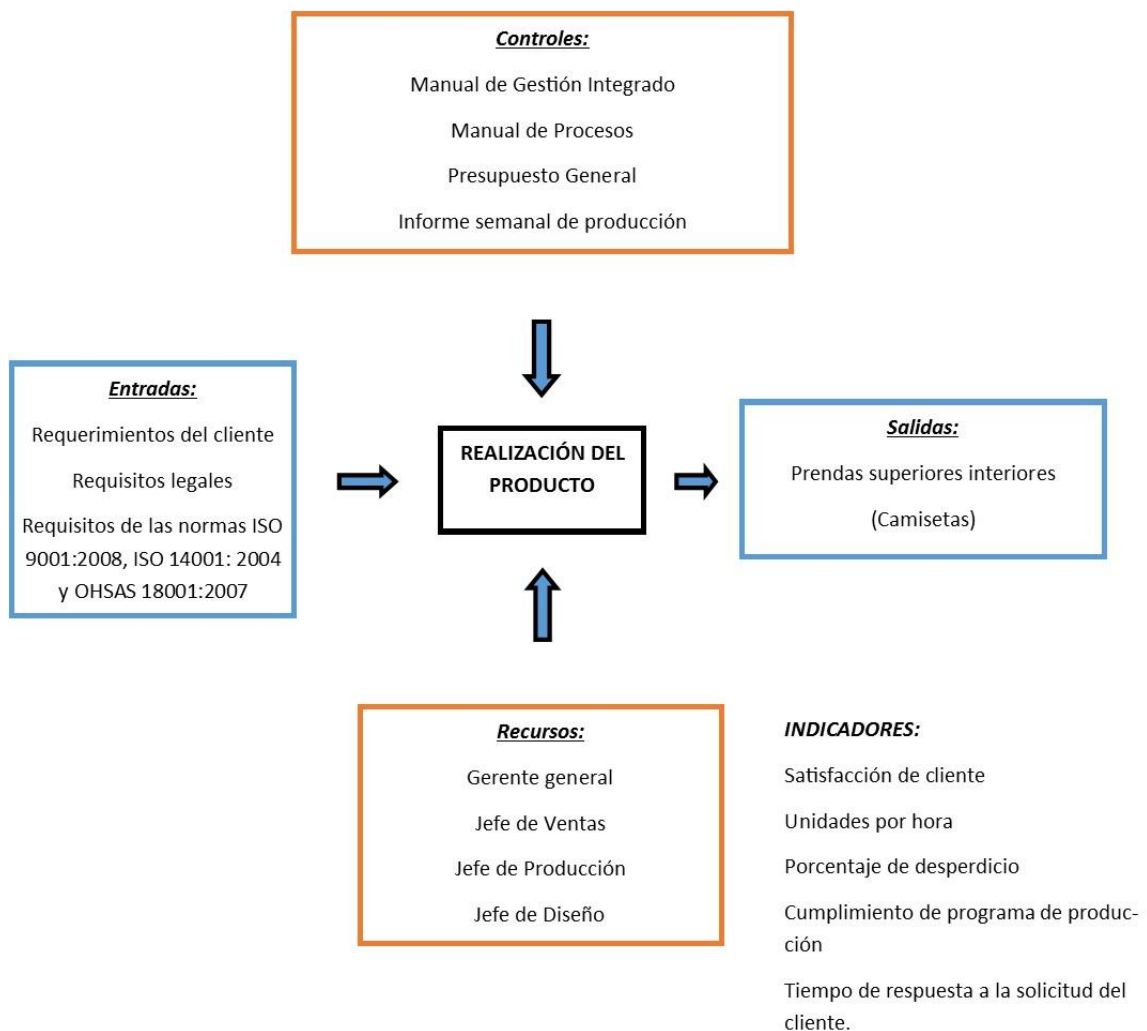 Controles:
Manual de Gestión Integrado
Manual de Procesos
Presupuesto General
Informe semanal de producción
Entradas:
Requerimientos del cliente
Requisitos legales
Requisitos de las normas ISO
9001:2008, ISO 14001: 2004
y OHSAS 18001:2007
REALIZACIÓN DEL
PRODUCTO
Salidas:
Prendas superiores interiores
(Camisetas)
Recursos:
Gerente general
Jefe de Ventas
Jefe de Producción
Jefe de Diseño
INDICADORES:
Satisfacción de cliente
Unidades por hora
Porcentaje de desperdicio
Cumplimiento de programa de produc-
ción
Tiempo de respuesta a la solicitud del
cliente.